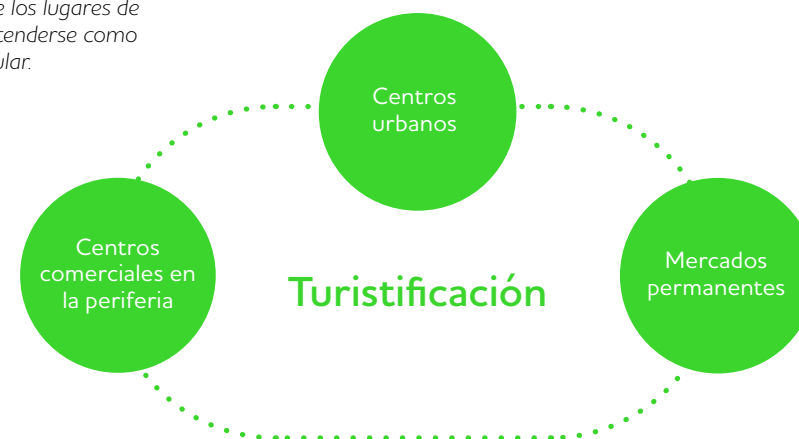 los lugares de
tenderse como
ular.
Centros
urbanos
Centros
comerciales en
la periferia
Turistificación
Mercados
permanentes